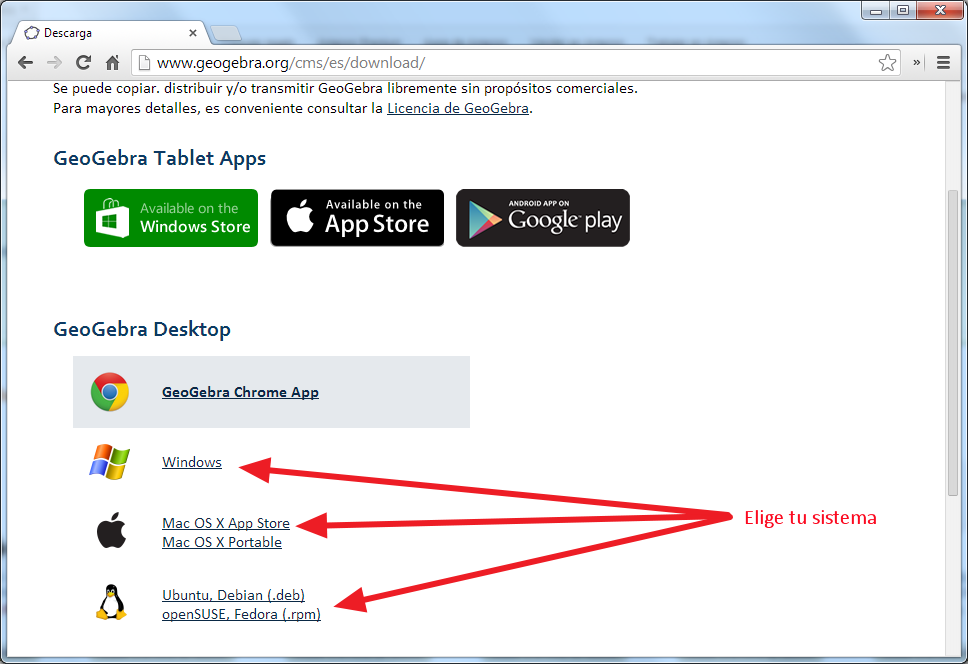 Descarga
www.geogebra.org/cms/es/download/
Se puede copiar. distribuir y/o transmitir GeoGebra libremente sin propósitos comerciales.
Para mayores detalles, es conveniente consultar la Licencia de GeoGebra.
GeoGebra Tablet Apps
Available on the
Windows Store
Available on the
App Store
ANDROID APP ON
Google play
GeoGebra Desktop
GeoGebra Chrome App
Windows
Mac OS X App Store
Mac OS X Portable
Elige tu sistema
Ubuntu, Debian (.deb)
openSUSE, Fedora (.rpm)